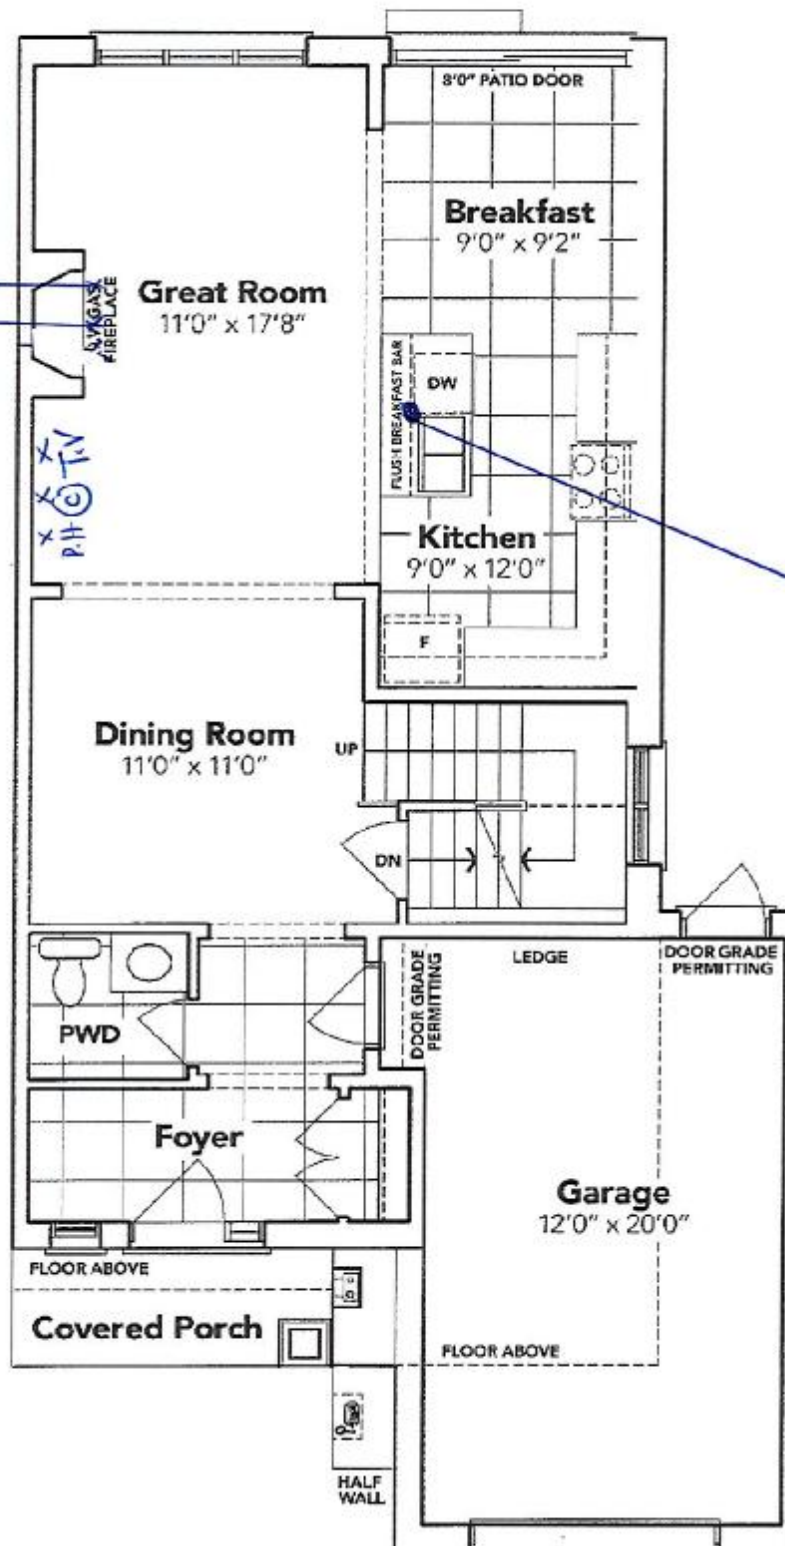 8'0" PATIO DOOR
Breakfast
9'0" x 9'2"
GAS
FIREPLACE
Great Room
11'0" x 17'8"
FLUSH BREAKFAST BAR
DW
T.V
C
P.H
Kitchen
9'0" x 12'0"
F
Dining Room
11'0" x 11'0"
UP
DN
LEDGE
DOOR GRADE
PERMITTING
DOOR GRADE
PERMITTING
PWD
Foyer
Garage
12'0" x 20'0"
FLOOR ABOVE
Covered Porch
FLOOR ABOVE
HALF
WALL